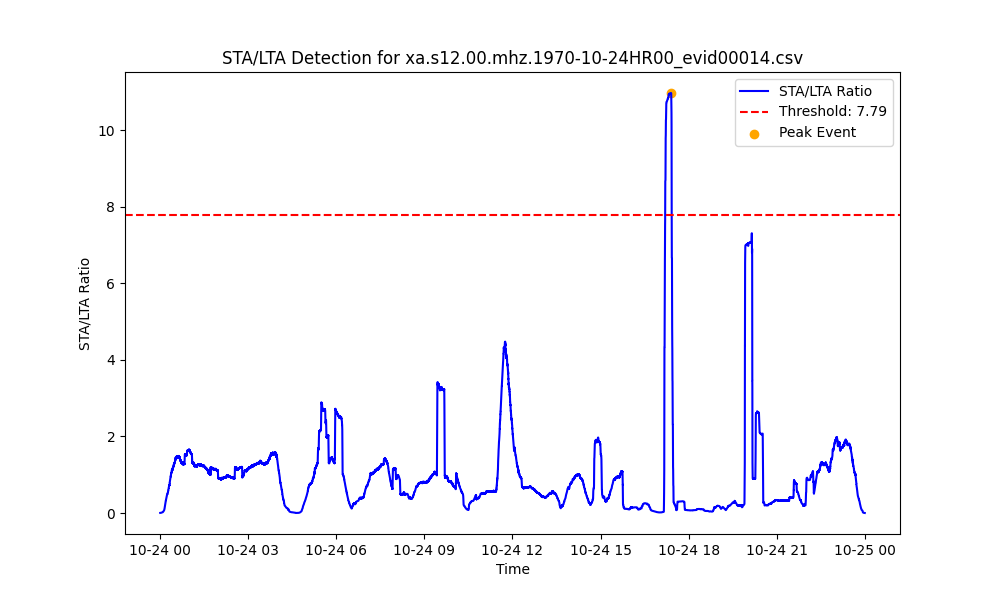 STA/LTA Detection for xa.s12.00.mhz.1970-10-24HR00_evid00014.csv
STA/LTA Ratio
Threshold: 7.79
Peak Event
STA/LTA Ratio
10
8
6
4
2
0
10-24 00
10-24 03
10-24 06
10-24 09
10-24 12
10-24 15
10-24 18
10-24 21
10-25 00
Time